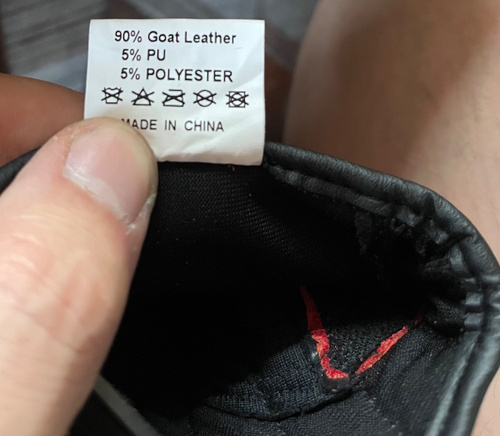 90% Goat Leather
5% PU
5% POLYESTER
MADE IN CHINA